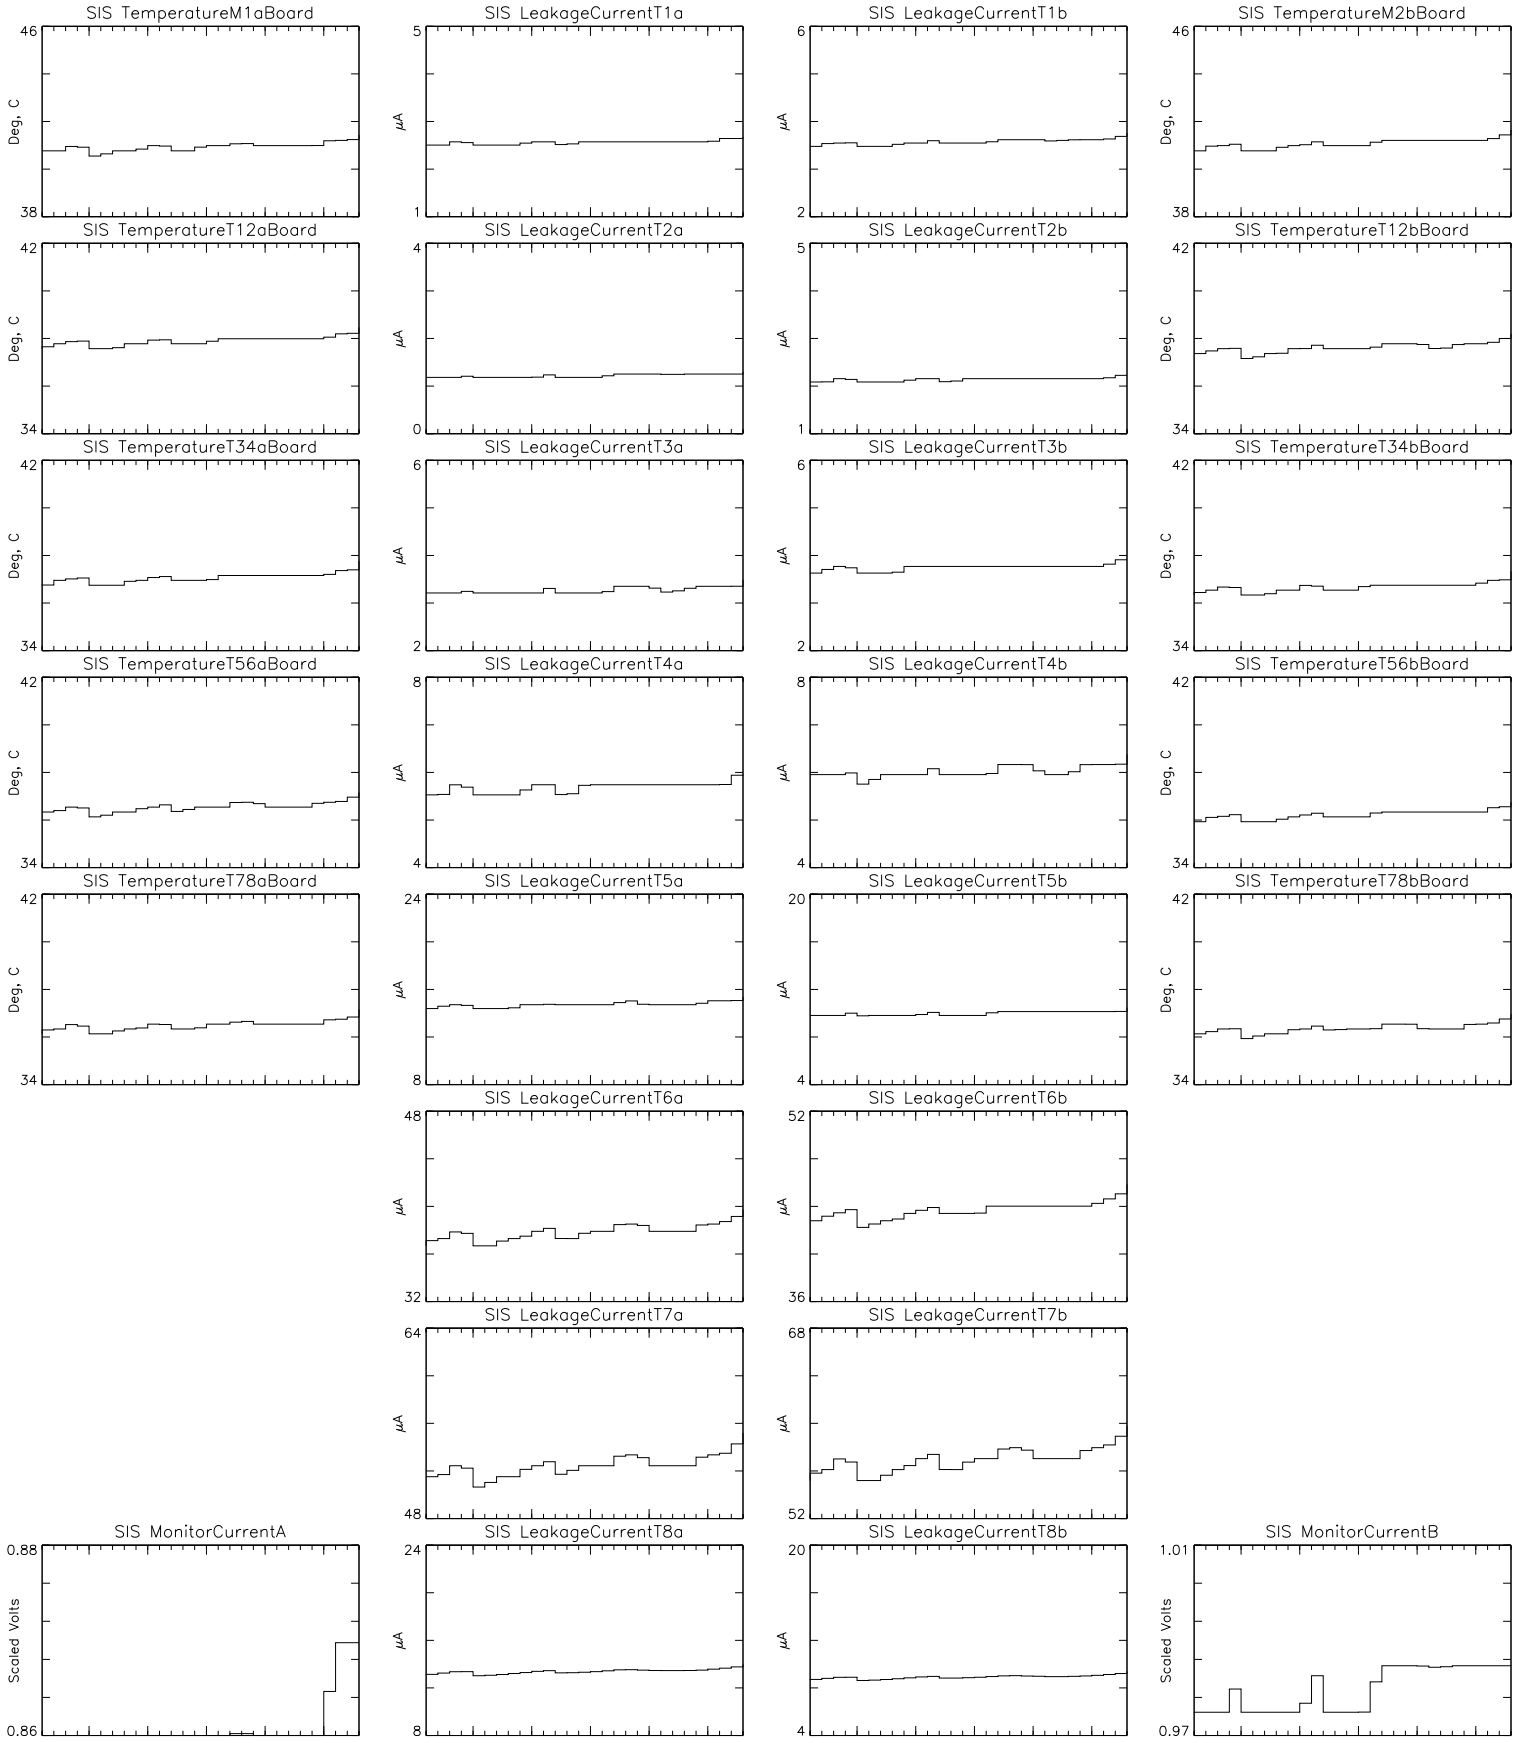 SIS TemperatureM1aBoard
46
Deg, C
38
SIS LeakageCurrentT1a
5
μA
1
SIS LeakageCurrentT1b
6
μA
2
SIS TemperatureM2bBoard
46
Deg, C
38
SIS TemperatureT12aBoard
42
Deg, C
34
SIS LeakageCurrentT2a
4
μA
0
SIS LeakageCurrentT2b
5
μA
1
SIS TemperatureT12bBoard
42
Deg, C
34
SIS TemperatureT34aBoard
42
Deg, C
34
SIS LeakageCurrentT3a
6
μA
2
SIS LeakageCurrentT3b
6
μA
2
SIS TemperatureT34bBoard
42
Deg, C
34
SIS TemperatureT56aBoard
42
Deg, C
34
SIS LeakageCurrentT4a
8
μA
4
SIS LeakageCurrentT4b
8
μA
4
SIS TemperatureT56bBoard
42
Deg, C
34
SIS TemperatureT78aBoard
42
Deg, C
34
SIS LeakageCurrentT5a
24
μA
8
SIS LeakageCurrentT5b
20
μA
4
SIS TemperatureT78bBoard
42
Deg, C
34
SIS LeakageCurrentT6a
48
μA
32
SIS LeakageCurrentT6b
52
μA
36
SIS LeakageCurrentT7a
64
μA
48
SIS LeakageCurrentT7b
68
μA
52
SIS MonitorCurrentA
0.88
Scaled Volts
0.86
SIS LeakageCurrentT8a
24
μA
8
SIS LeakageCurrentT8b
20
μA
4
SIS MonitorCurrentB
1.01
Scaled Volts
0.97